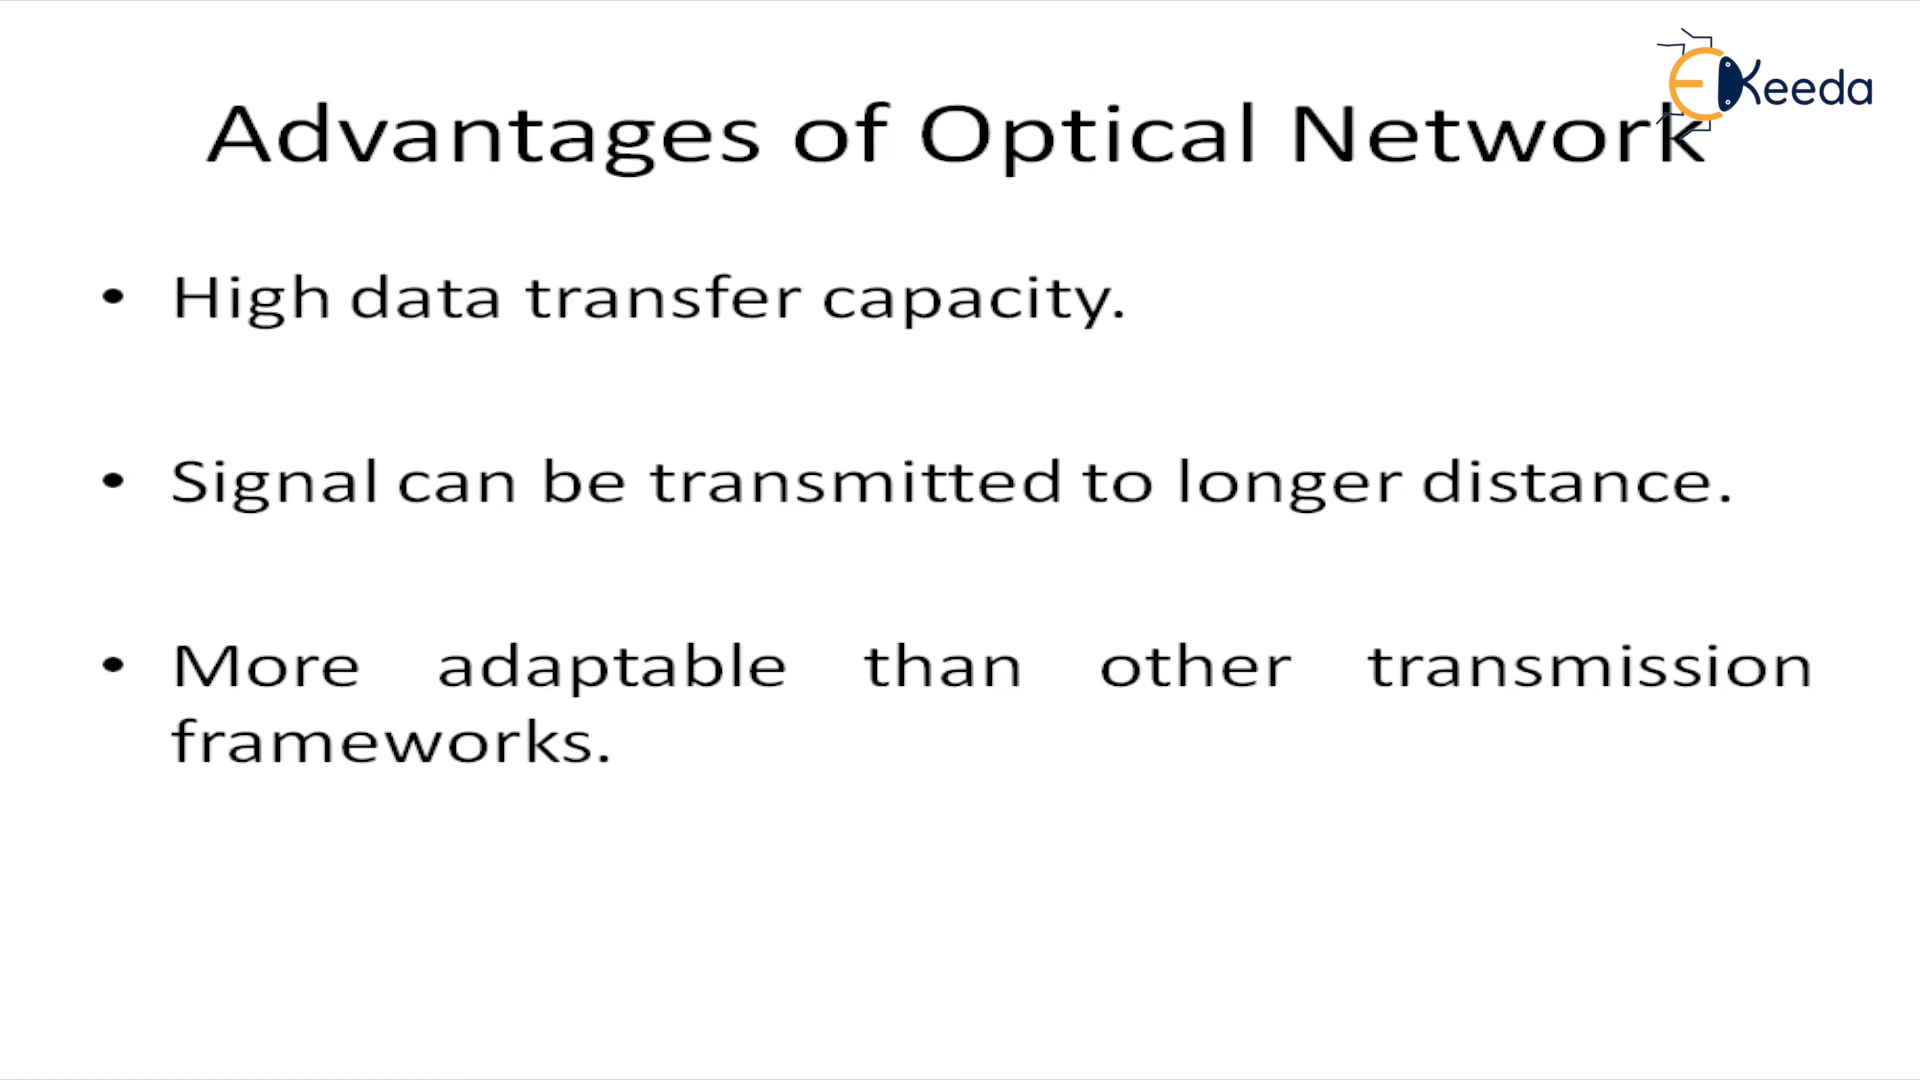 EKeeda
Advantages of Optical Network
• High data transfer capacity.
• Signal can be transmitted to longer distance.
• More adaptable than other transmission
frameworks.